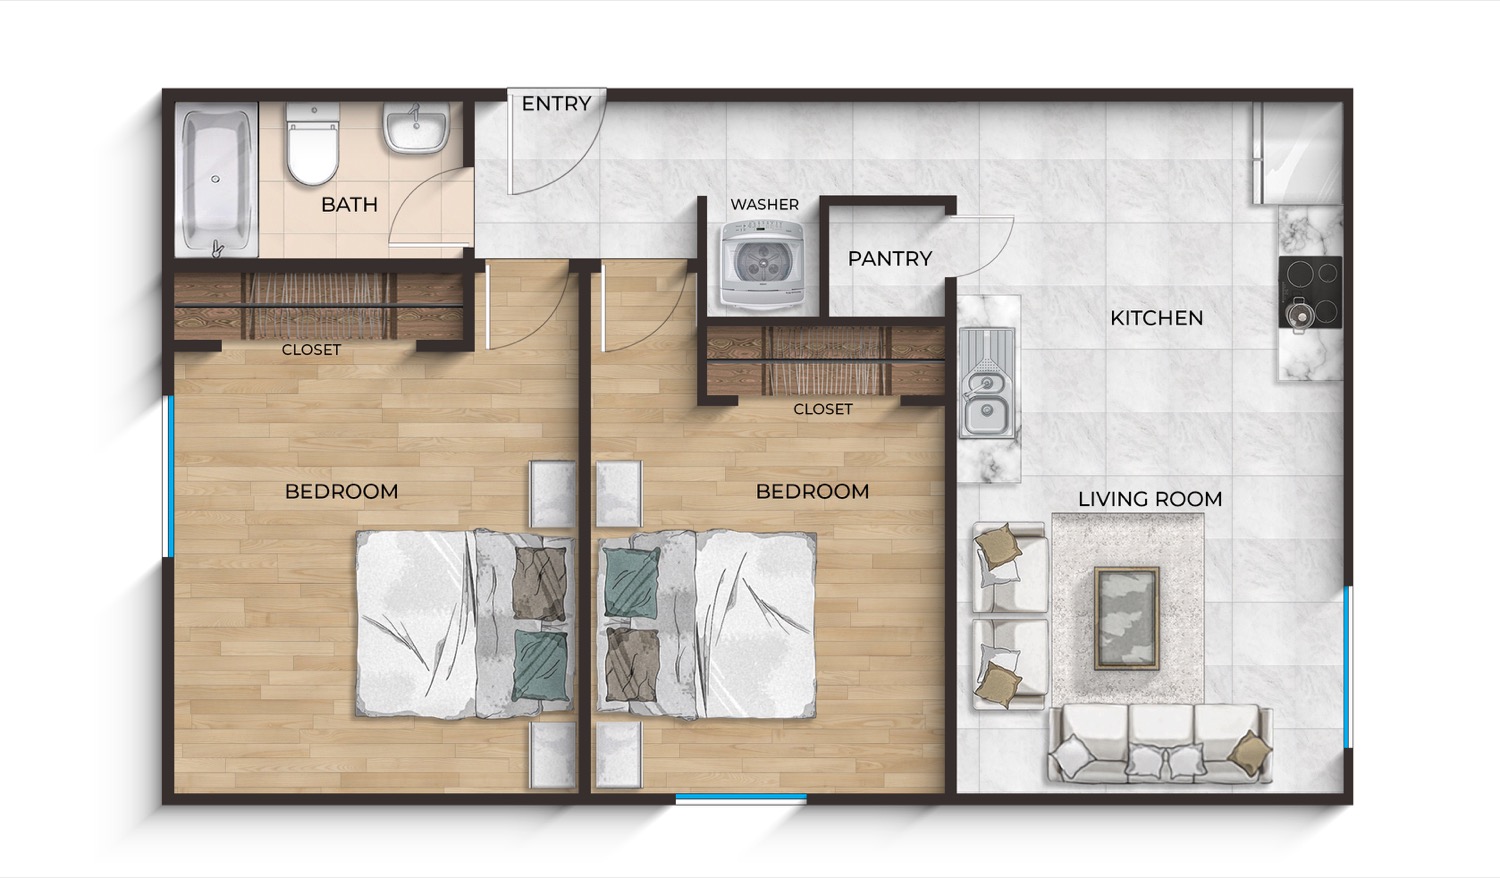 ENTRY
BATH
WASHER
PANTRY
KITCHEN
CLOSET
CLOSET
BEDROOM
BEDROOM
LIVING ROOM